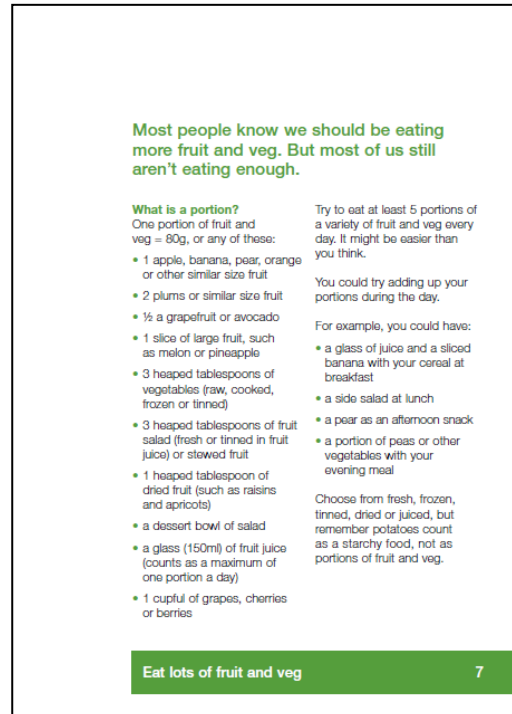 Most people know we should be eating
more fruit and veg. But most of us still
aren’t eating enough.
What is a portion?
One portion of fruit and
veg = 80g, or any of these:
• 1 apple, banana, pear, orange
or other similar size fruit
• 2 plums or similar size fruit
• ½ a grapefruit or avocado
• 1 slice of large fruit, such
as melon or pineapple
• 3 heaped tablespoons of
vegetables (raw, cooked,
frozen or tinned)
• 3 heaped tablespoons of fruit
salad (fresh or tinned in fruit
juice) or stewed fruit
• 1 heaped tablespoon of
dried fruit (such as raisins
and apricots)
• a dessert bowl of salad
• a glass (150ml) of fruit juice
(counts as a maximum of
one portion a day)
• 1 cupful of grapes, cherries
or berries
Try to eat at least 5 portions of
a variety of fruit and veg every
day. It might be easier than
you think.
You could try adding up your
portions during the day.
For example, you could have:
• a glass of juice and a sliced
banana with your cereal at
breakfast
• a side salad at lunch
• a pear as an afternoon snack
• a portion of peas or other
vegetables with your
evening meal
Choose from fresh, frozen,
tinned, dried or juiced, but
remember potatoes count
as a starchy food, not as
portions of fruit and veg.
Eat lots of fruit and veg 7